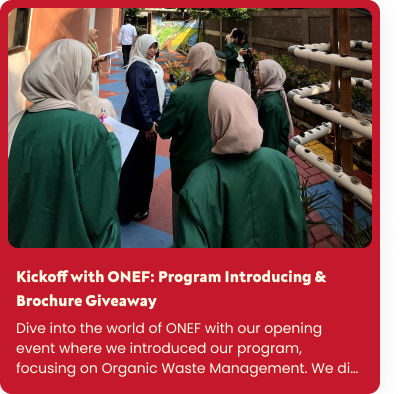 Kickoff with ONEF: Program Introducing &
Brochure Giveaway
Dive into the world of ONEF with our opening
event where we introduced our program,
focusing on Organic Waste Management. We di...